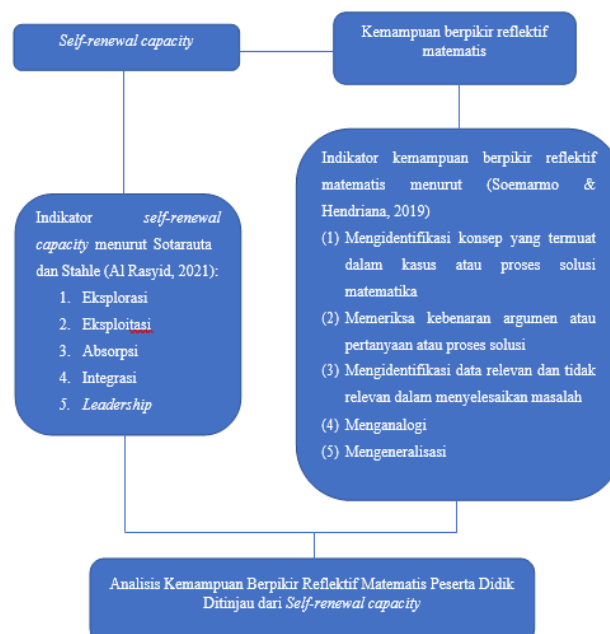 Self-renewal capacity
Kemampuan berpikir reflektif
matematis
Indikator self-renewal
capacity menurut Sotarauta
dan Stahle (Al Rasyid, 2021):
1. Eksplorasi
2. Eksploitasi
3. Absorpsi
4. Integrasi
5. Leadership
Indikator kemampuan berpikir reflektif
matematis menurut (Soemarmo &
Hendriana, 2019)
(1) Mengidentifikasi konsep yang termuat
dalam kasus atau proses solusi
matematika
(2) Memeriksa kebenaran argumen atau
pertanyaan atau proses solusi
(3) Mengidentifikasi data relevan dan tidak
relevan dalam menyelesaikan masalah
(4) Menganalogi
(5) Mengeneralisasi
Analisis Kemampuan Berpikir Reflektif Matematis Peserta Didik
Ditinjau dari Self-renewal capacity